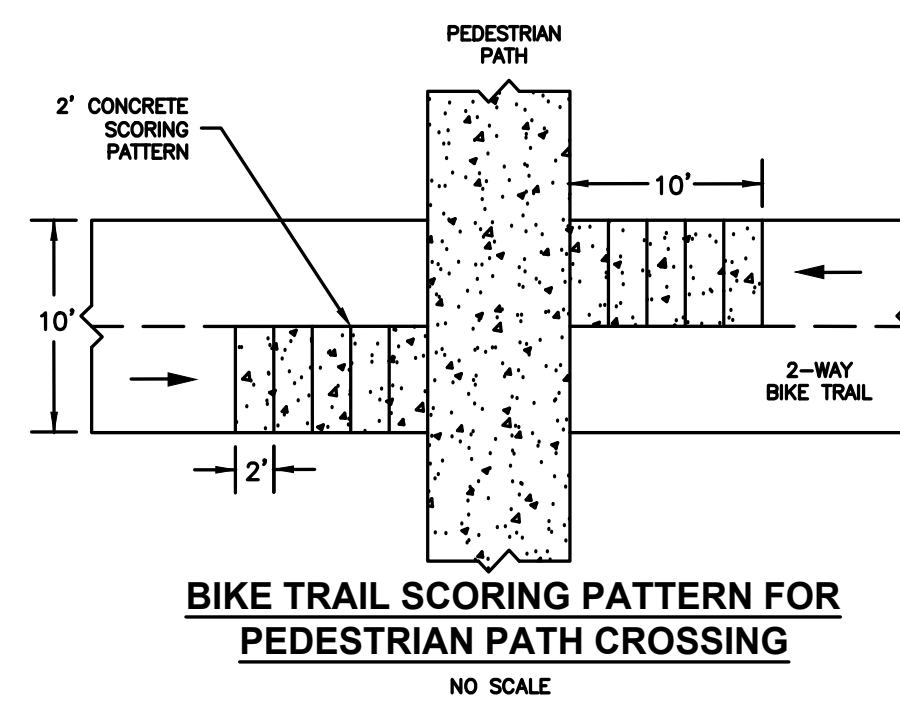 PEDESTRIAN
PATH
2' CONCRETE
SCORING
PATTERN
10'
10'
2-WAY
BIKE TRAIL
2'
BIKE TRAIL SCORING PATTERN FOR
PEDESTRIAN PATH CROSSING
NO SCALE